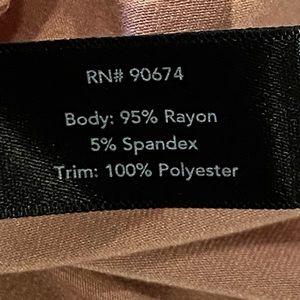 RN# 90674
Body: 95% Rayon
5% Spandex
Trim: 100% Polyester